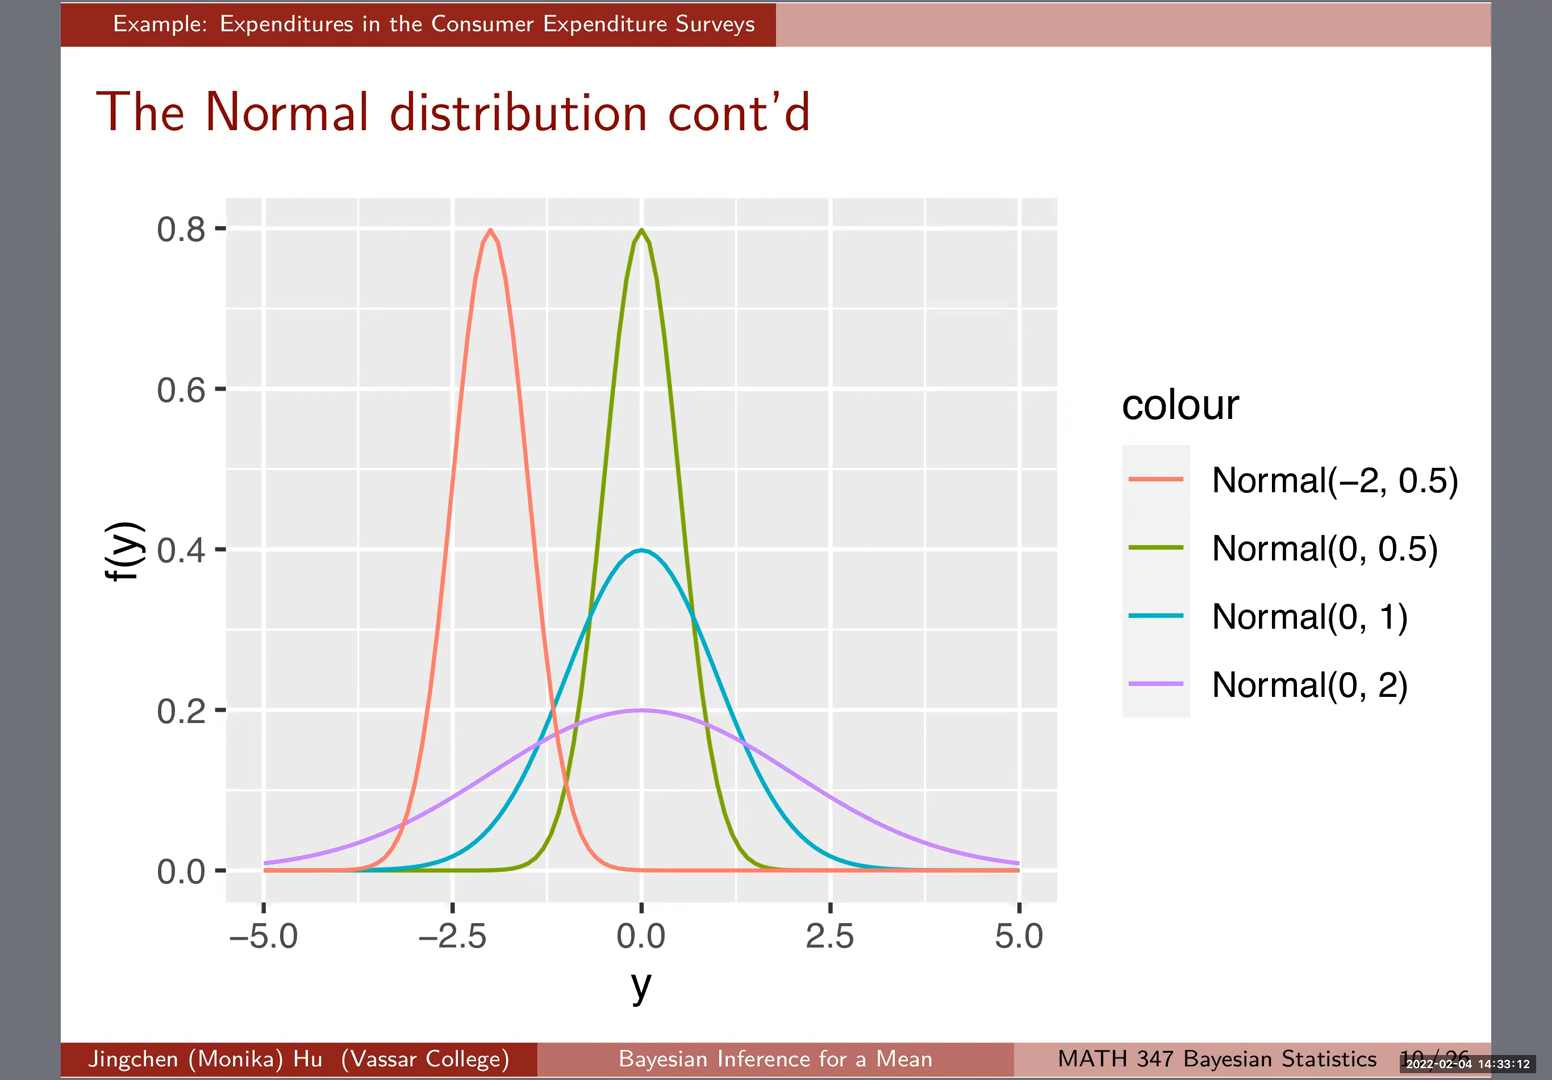 Example: Expenditures in the Consumer Expenditure Surveys
The Normal distribution cont'd
0.8
0.6
0.4
0.2
0.0
f(y)
−5.0
−2.5
0.0
2.5
5.0
y
colour
Normal(−2, 0.5)
Normal(0, 0.5)
Normal(0, 1)
Normal(0, 2)
Jingchen (Monika) Hu (Vassar College)
Bayesian Inference for a Mean
MATH 347 Bayesian Statistics
10 / 26
2022-02-04 14:33:12